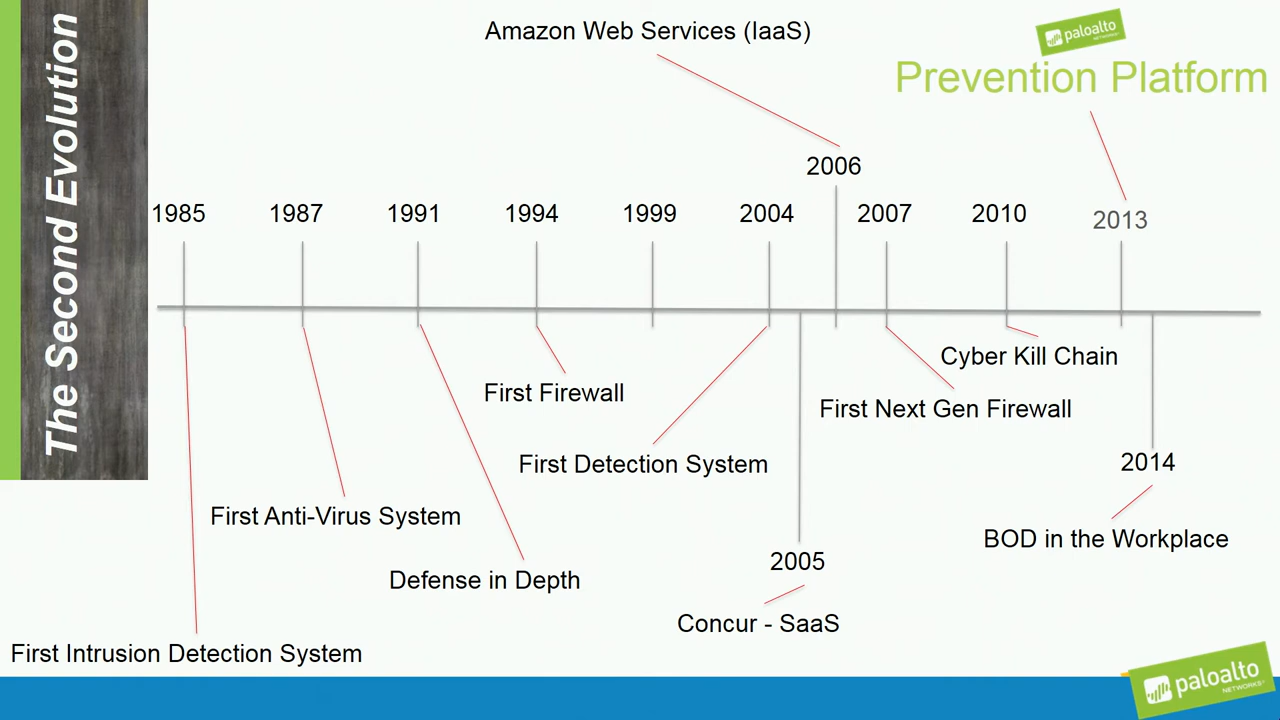 The Second Evolution
Amazon Web Services (IaaS)
paloalto
NETWORKS
Prevention Platform
2006
1985
1987
1991
1994
1999
2004
2007
2010
2013
Cyber Kill Chain
First Firewall
First Next Gen Firewall
First Detection System
2014
First Anti-Virus System
BOD in the Workplace
2005
Defense in Depth
Concur - SaaS
First Intrusion Detection System
paloalto
NETWORKS